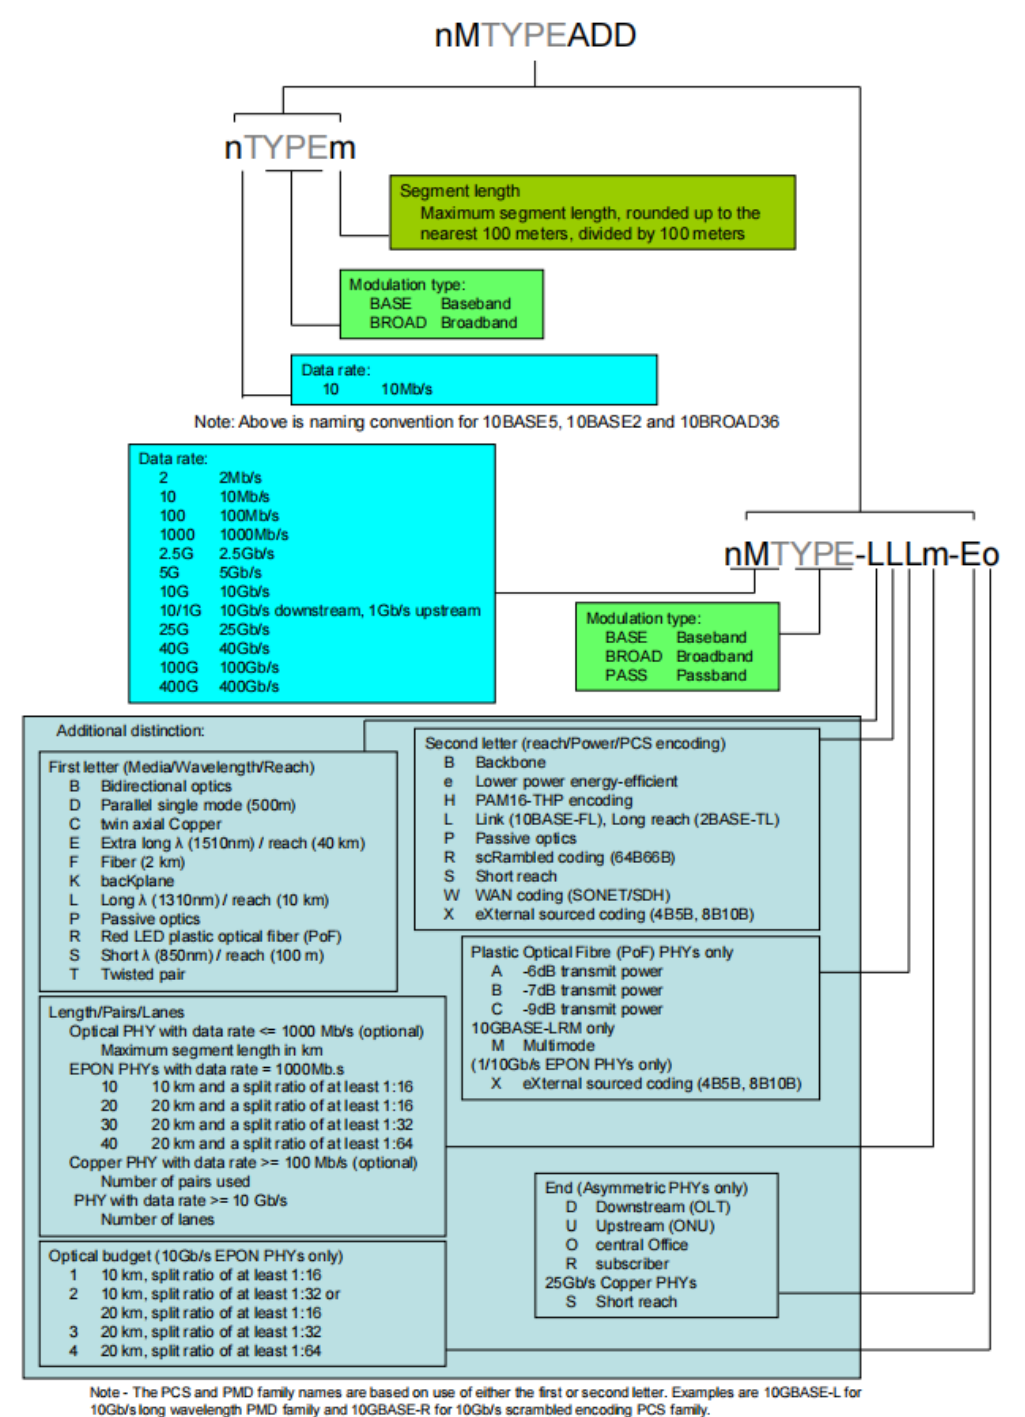 nMTYPEADD
nTYPEm
Segment length
Maximum segment length, rounded up to the
nearest 100 meters, divided by 100 meters
Modulation type:
BASE Baseband
BROAD Broadband
Data rate:
10 10Mb/s
Note: Above is naming convention for 10BASE5, 10BASE2 and 10BROAD36
Data rate:
2 2Mb/s
10 10Mb/s
100 100Mb/s
1000 1000Mb/s
2.5G 2.5Gb/s
5G 5Gb/s
10G 10Gb/s
10/1G 10Gb/s downstream, 1Gb/s upstream
25G 25Gb/s
40G 40Gb/s
100G 100Gb/s
400G 400Gb/s
nMTYPE-LLLm-Eo
Modulation type:
BASE Baseband
BROAD Broadband
PASS Passband
Additional distinction:
First letter (Media/Wavelength/Reach)
B Bidirectional optics
D Parallel single mode (500m)
C twin axial Copper
E Extra long λ (1510nm) / reach (40 km)
F Fiber (2 km)
K bacKplane
L Long λ (1310nm) / reach (10 km)
P Passive optics
R Red LED plastic optical fiber (PoF)
S Short λ (850nm) / reach (100 m)
T Twisted pair
Second letter (reach/Power/PCS encoding)
B Backbone
e Lower power energy-efficient
H PAM16-THP encoding
L Link (10BASE-FL), Long reach (2BASE-TL)
P Passive optics
R scRambled coding (64B66B)
S Short reach
W WAN coding (SONET/SDH)
X eXternal sourced coding (4B5B, 8B10B)
Plastic Optical Fibre (PoF) PHYs only
A -6dB transmit power
B -7dB transmit power
C -9dB transmit power
10GBASE-LRM only
M Multimode
(1/10Gb/s EPON PHYs only)
X eXternal sourced coding (4B5B, 8B10B)
Length/Pairs/Lanes
Optical PHY with data rate <= 1000 Mb/s (optional)
Maximum segment length in km
EPON PHYs with data rate = 1000Mb.s
10 10 km and a split ratio of at least 1:16
20 20 km and a split ratio of at least 1:16
30 20 km and a split ratio of at least 1:32
40 20 km and a split ratio of at least 1:64
Copper PHY with data rate >= 100 Mb/s (optional)
Number of pairs used
PHY with data rate >= 10 Gb/s
Number of lanes
End (Asymmetric PHYs only)
D Downstream (OLT)
U Upstream (ONU)
O central Office
R subscriber
25Gb/s Copper PHYs
S Short reach
Optical budget (10Gb/s EPON PHYs only)
1 10 km, split ratio of at least 1:16
2 10 km, split ratio of at least 1:32 or
20 km, split ratio of at least 1:16
3 20 km, split ratio of at least 1:32
4 20 km, split ratio of at least 1:64
Note - The PCS and PMD family names are based on use of either the first or second letter. Examples are 10GBASE-L for
10Gb/s long wavelength PMD family and 10GBASE-R for 10Gb/s scrambled encoding PCS family.